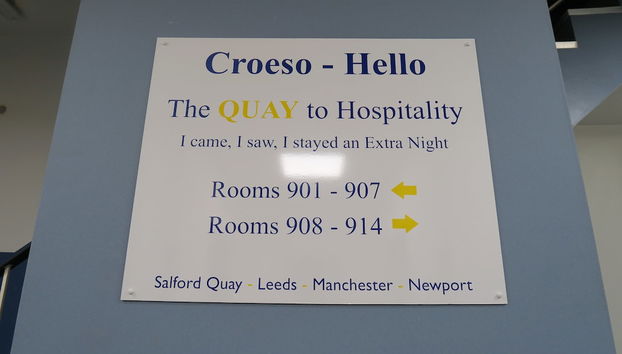 Croeso - Hello
The QUAY to Hospitality
I came, I saw, I stayed an Extra Night
Rooms 901 - 907
Rooms 908 - 914
Salford Quay - Leeds - Manchester - Newport